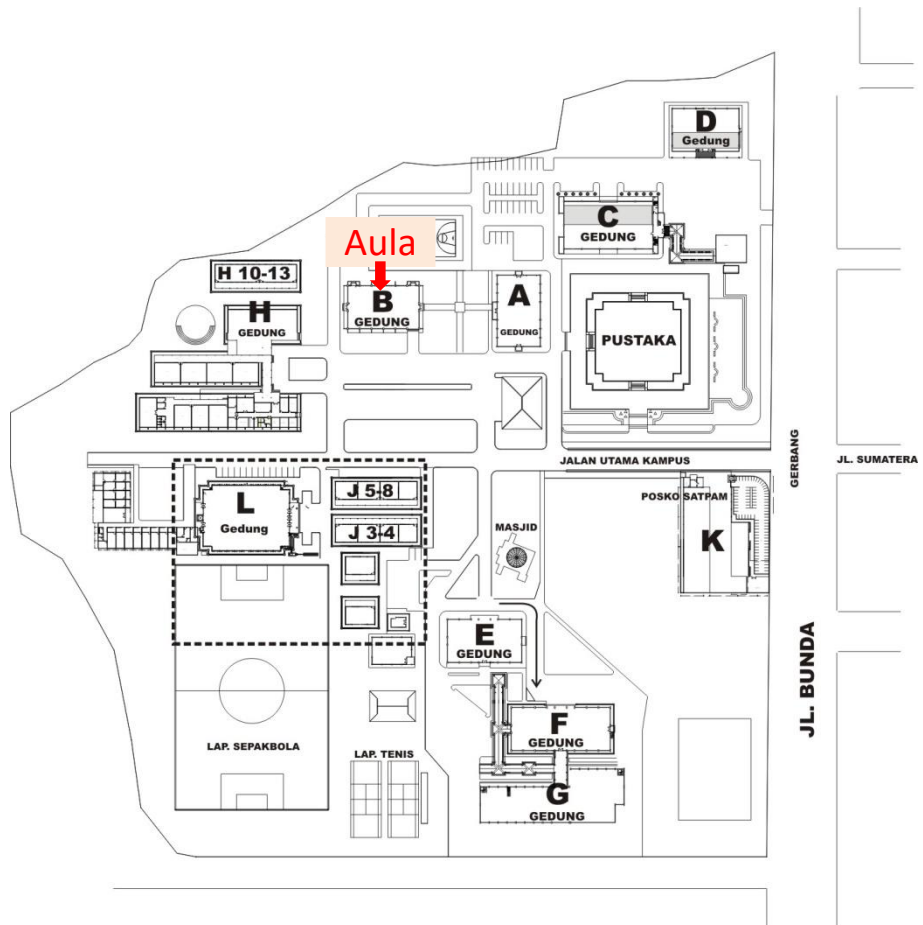 D
Gedung
C
GEDUNG
Aula
H 10-13
B
GEDUNG
A
GEDUNG
H
GEDUNG
PUSTAKA
GERBANG
JALAN UTAMA KAMPUS
JL. SUMATERA
L
Gedung
J 5-8
J 3-4
POSKO SATPAM
K
MASJID
E
GEDUNG
JL. BUNDA
F
GEDUNG
LAP. SEPAKBOLA
LAP. TENIS
G
GEDUNG